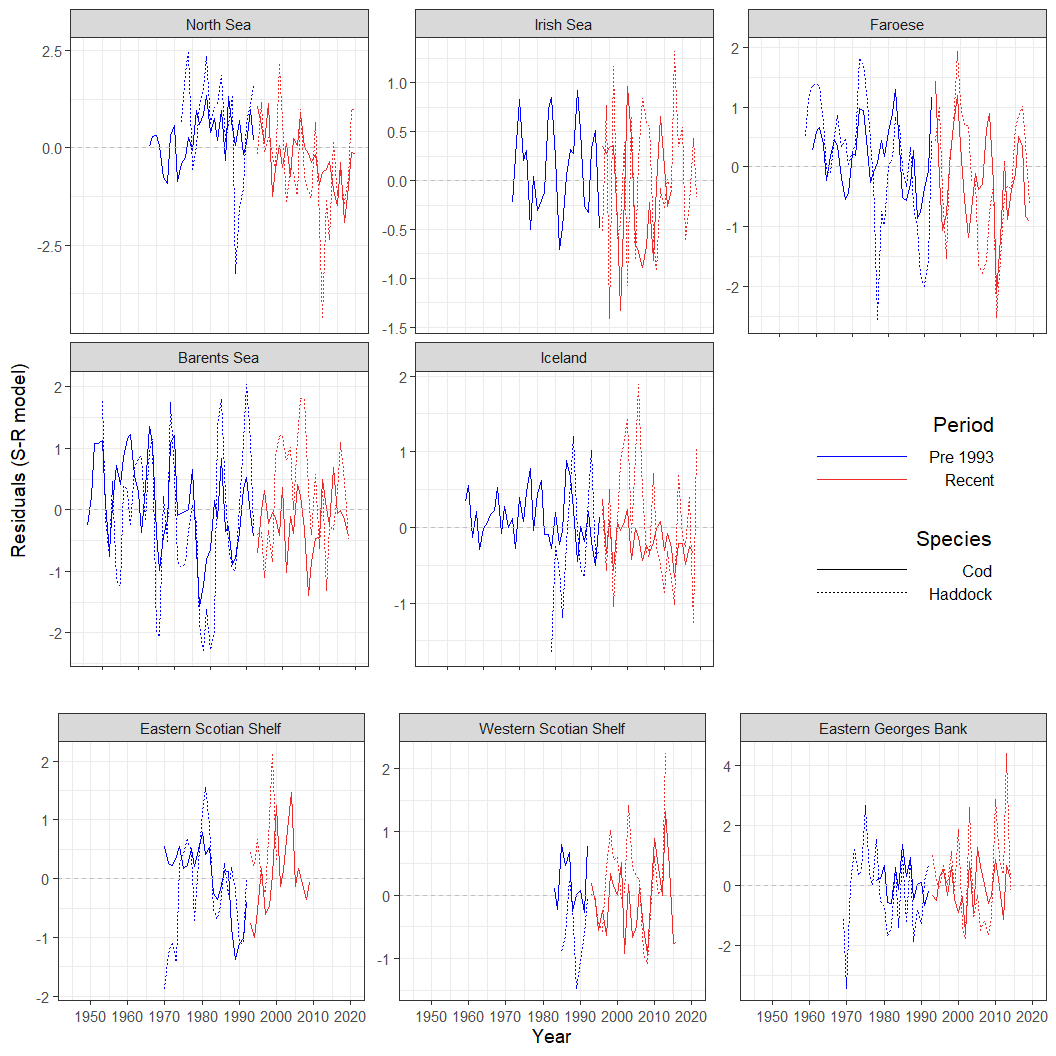 North Sea
Irish Sea
Faroese
2.5
0.0
-2.5
1.0
0.5
0.0
-0.5
-1.0
-1.5
2
1
0
-1
-2
Barents Sea
Iceland
2
1
0
-1
-2
2
1
0
-1
Residuals (S-R model)
Period
Pre 1993
Recent
Species
Cod
Haddock
Eastern Scotian Shelf
Western Scotian Shelf
Eastern Georges Bank
2
1
0
-1
-2
2
1
0
-1
4
2
0
-2
1950 1960 1970 1980 1990 2000 2010 2020
1950 1960 1970 1980 1990 2000 2010 2020
1950 1960 1970 1980 1990 2000 2010 2020
Year